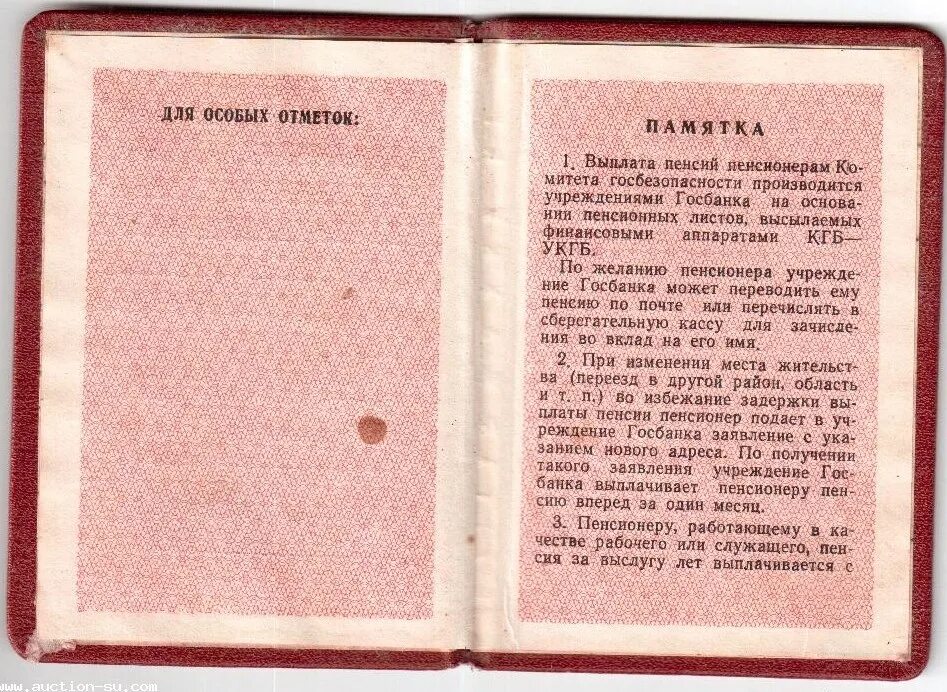 ДЛЯ ОСОБЫХ ОТМЕТОК:
ПАМЯТКА
1. Выплата пенсий пенсионерам Ко-
митета госбезопасности производится
учреждениями Госбанка на основа-
нии пенсионных листов, высылаемых
финансовыми аппаратами КГБ—
УКГБ.
По желанию пенсионера учрежде-
ние Госбанка может переводить ему
пенсию по почте или перечислять в
сберегательную кассу для зачисле-
ния во вклад на его имя.
2. При изменении места жительст-
ва (переезд в другой район, область
и т. п.) во избежание задержки вы-
платы пенсии пенсионер подает в уч-
реждение Госбанка заявление с ука-
занием нового адреса. По получении
такого заявления учреждение Гос-
банка выплачивает пенсионеру пен-
сию вперед за один месяц.
3. Пенсионеру, работающему в ка-
честве рабочего или служащего, пен-
сия за выслугу лет выплачивается с
www.auction-su.com